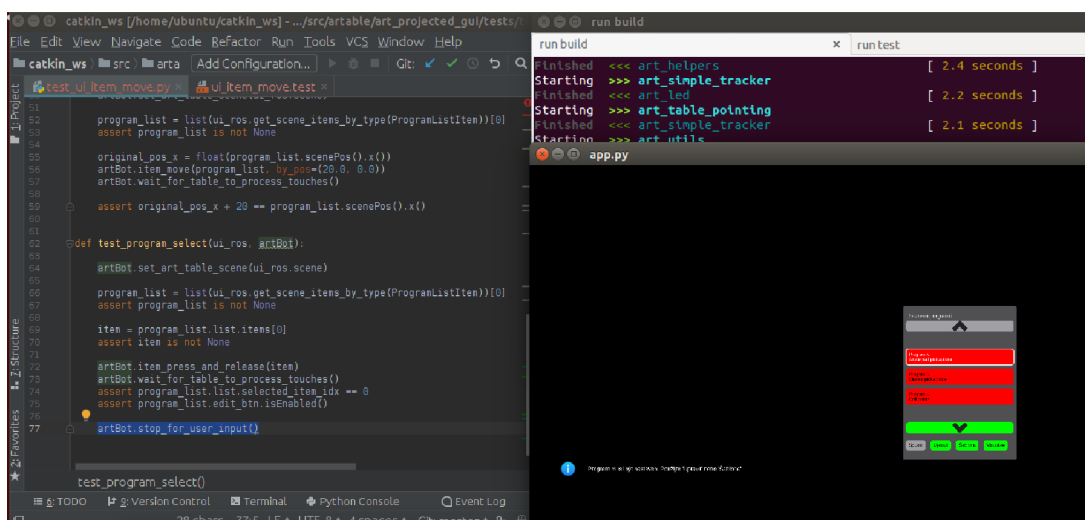 catkin_ws [/home/ubuntu/catkin_ws] - .../src/artable/art_projected_gui/tests/t
File Edit View Navigate Code Refactor Run Tools VCS Window Help
catkin_ws src arta Add Configuration... Git:
test_ui_item_move.py × ui_item_move.test ×
1: Project
7: Structure
2: Favorites
51
52 program_list = list(ui_ros.get_scene_items_by_type(ProgramListItem))[0]
53 assert program_list is not None
54
55 original_pos_x = float(program_list.scenePos().x())
56 artBot.item_move(program_list, by_pos=(20.0, 0.0))
57 artBot.wait_for_table_to_process_touches()
58
59 assert original_pos_x + 20 == program_list.scenePos().x()
60
61
62 def test_program_select(ui_ros, artBot):
63
64 artBot.set_art_table_scene(ui_ros.scene)
65
66 program_list = list(ui_ros.get_scene_items_by_type(ProgramListItem))[0]
67 assert program_list is not None
68
69 item = program_list.list.items[0]
70 assert item is not None
71
72 artBot.item_press_and_release(item)
73 artBot.wait_for_table_to_process_touches()
74 assert program_list.list.selected_item_idx == 0
75 assert program_list.edit_btn.isEnabled()
76
77 artBot.stop_for_user_input()
test_program_select()
6: TODO 9: Version Control Terminal Python Console Event Log
run build
run build × run test
Finished <<< art_helpers [ 2.4 seconds ]
Starting >>> art_simple_tracker
Finished <<< art_led [ 2.2 seconds ]
Starting >>> art_table_pointing
Finished <<< art_simple_tracker [ 2.1 seconds ]
Starting >>> art_utils
app.py